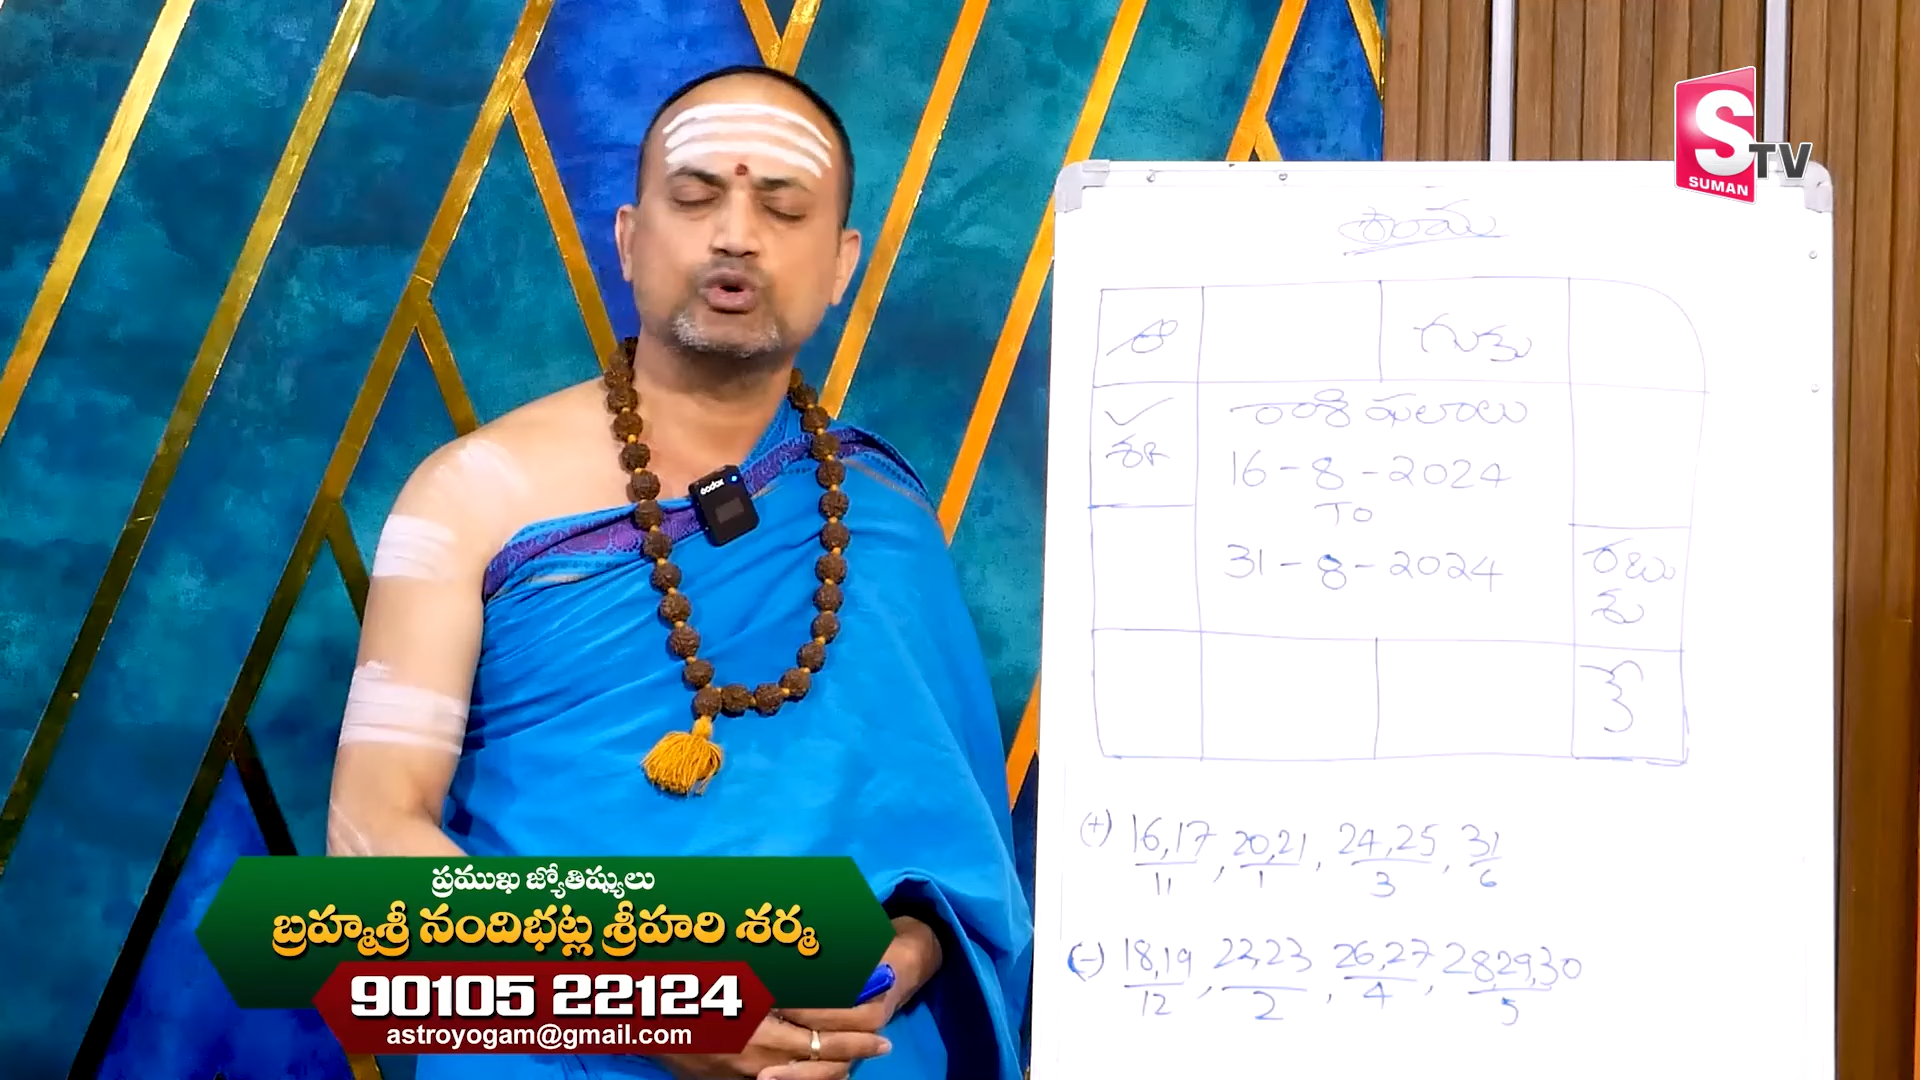 S TV
SUMAN
శ్రీరామ
గు కు
రాశి ఫలాలు
శని
16-8-2024
TO
31-8-2024
ర బు
శు
కే
(+) 16,17, 20,21, 24,25, 31
11 1 3 6
(-) 18,19, 22,23, 26,27, 28,29,30
12 2 4 5
Godox
ప్రముఖ జ్యోతిష్యులు
బ్రహ్మశ్రీ నందిభట్ల శ్రీహరి శర్మ
90105 22124
astroyogam@gmail.com